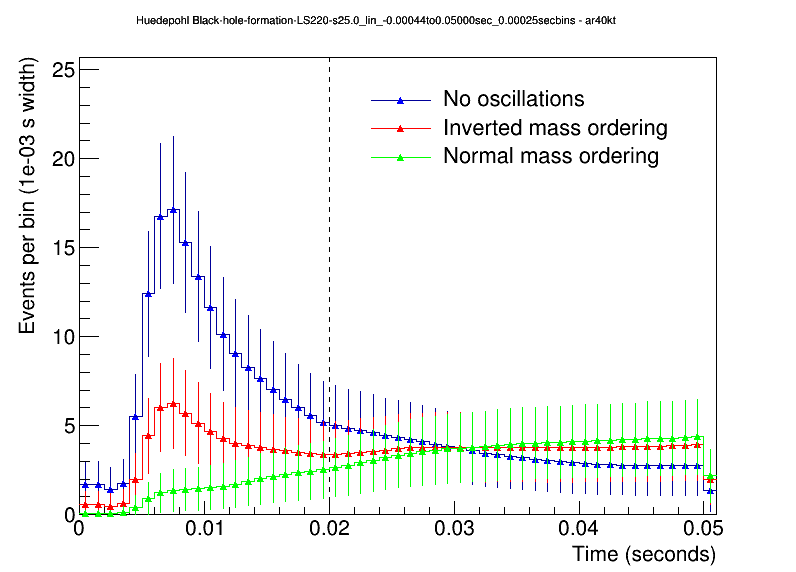 Huedepohl Black-hole-formation-LS220-s25.0_lin_-0.00044to0.05000sec_0.00025secbins - ar40kt
Events per bin (1e-03 s width)
25
20
15
10
5
0
No oscillations
Inverted mass ordering
Normal mass ordering
0 0.01 0.02 0.03 0.04 0.05
Time (seconds)